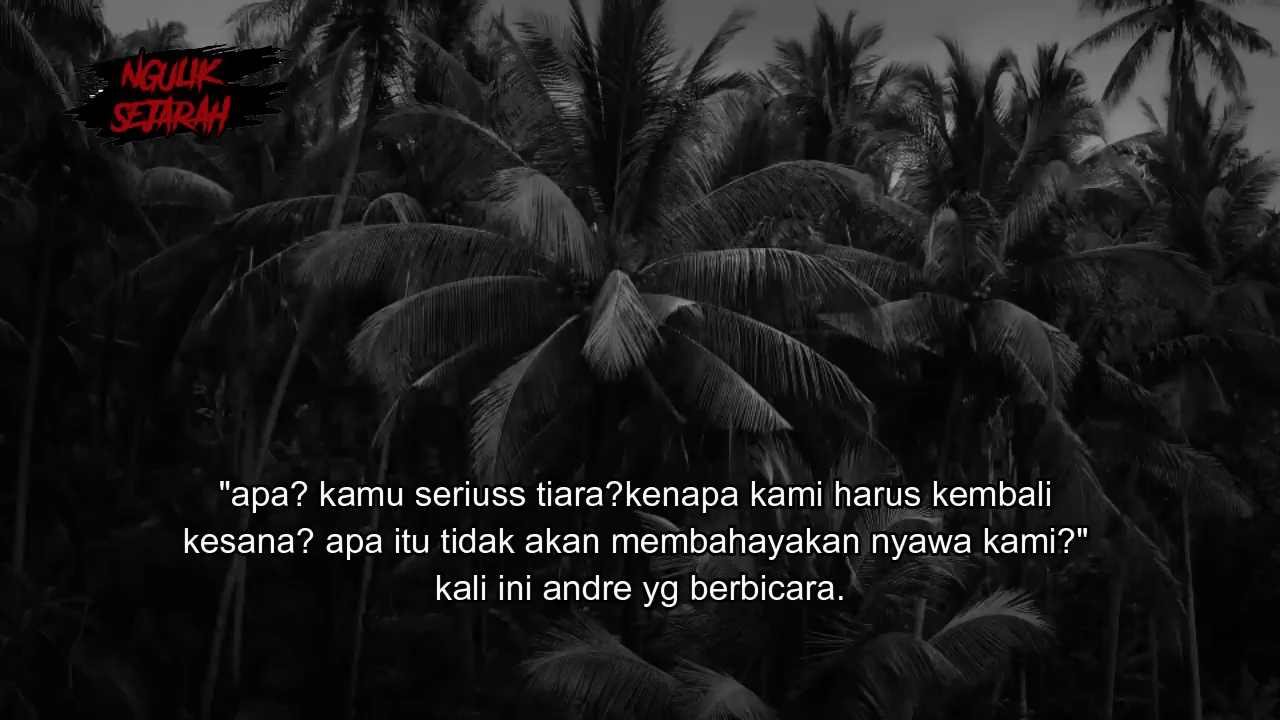 NGULIK
SEJARAH
"apa? kamu seriuss tiara?kenapa kami harus kembali
kesana? apa itu tidak akan membahayakan nyawa kami?"
kali ini andre yg berbicara.